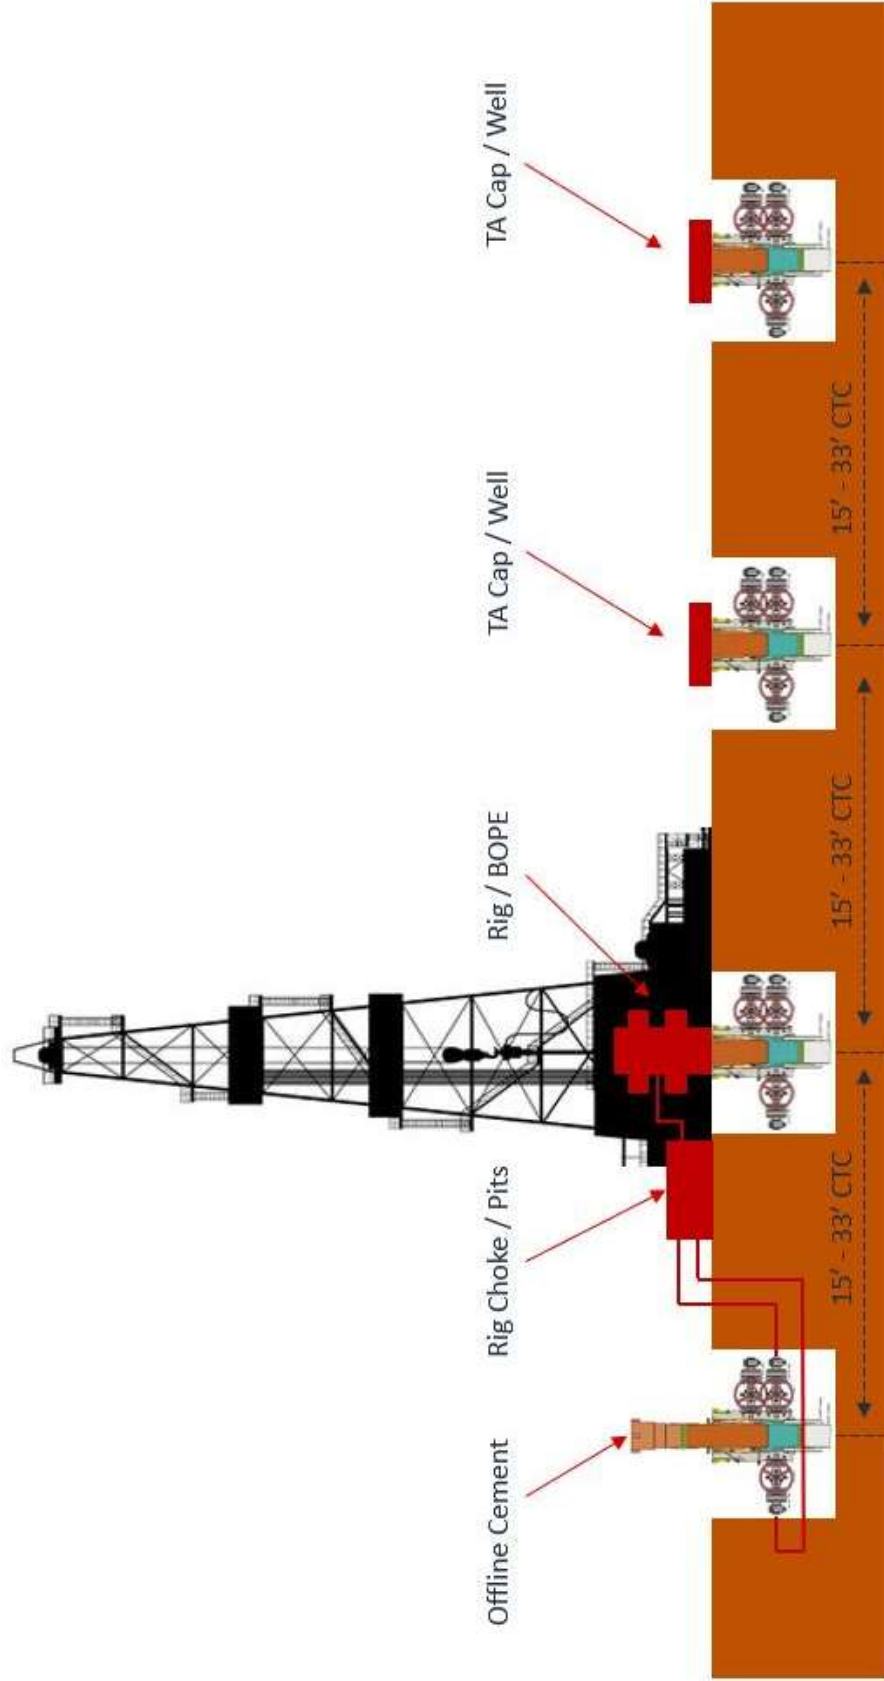 Offline Cement
Rig Choke / Pits
Rig / BOPE
TA Cap / Well
TA Cap / Well
15' - 33' CTC
15' - 33' CTC
15' - 33' CTC